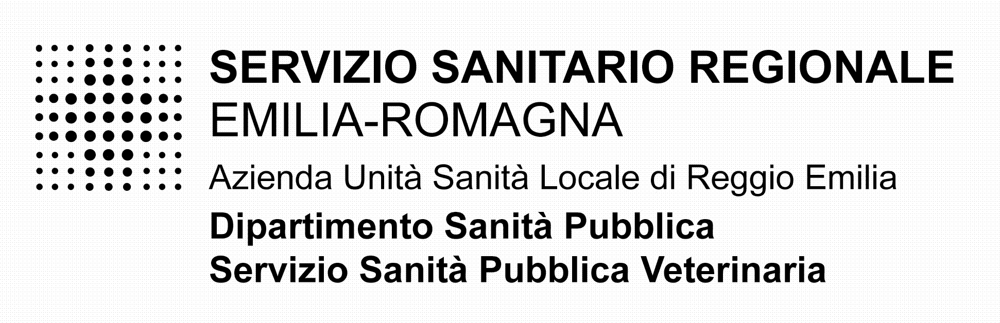 SERVIZIO SANITARIO REGIONALE
EMILIA-ROMAGNA
Azienda Unità Sanità Locale di Reggio Emilia
Dipartimento Sanità Pubblica
Servizio Sanità Pubblica Veterinaria